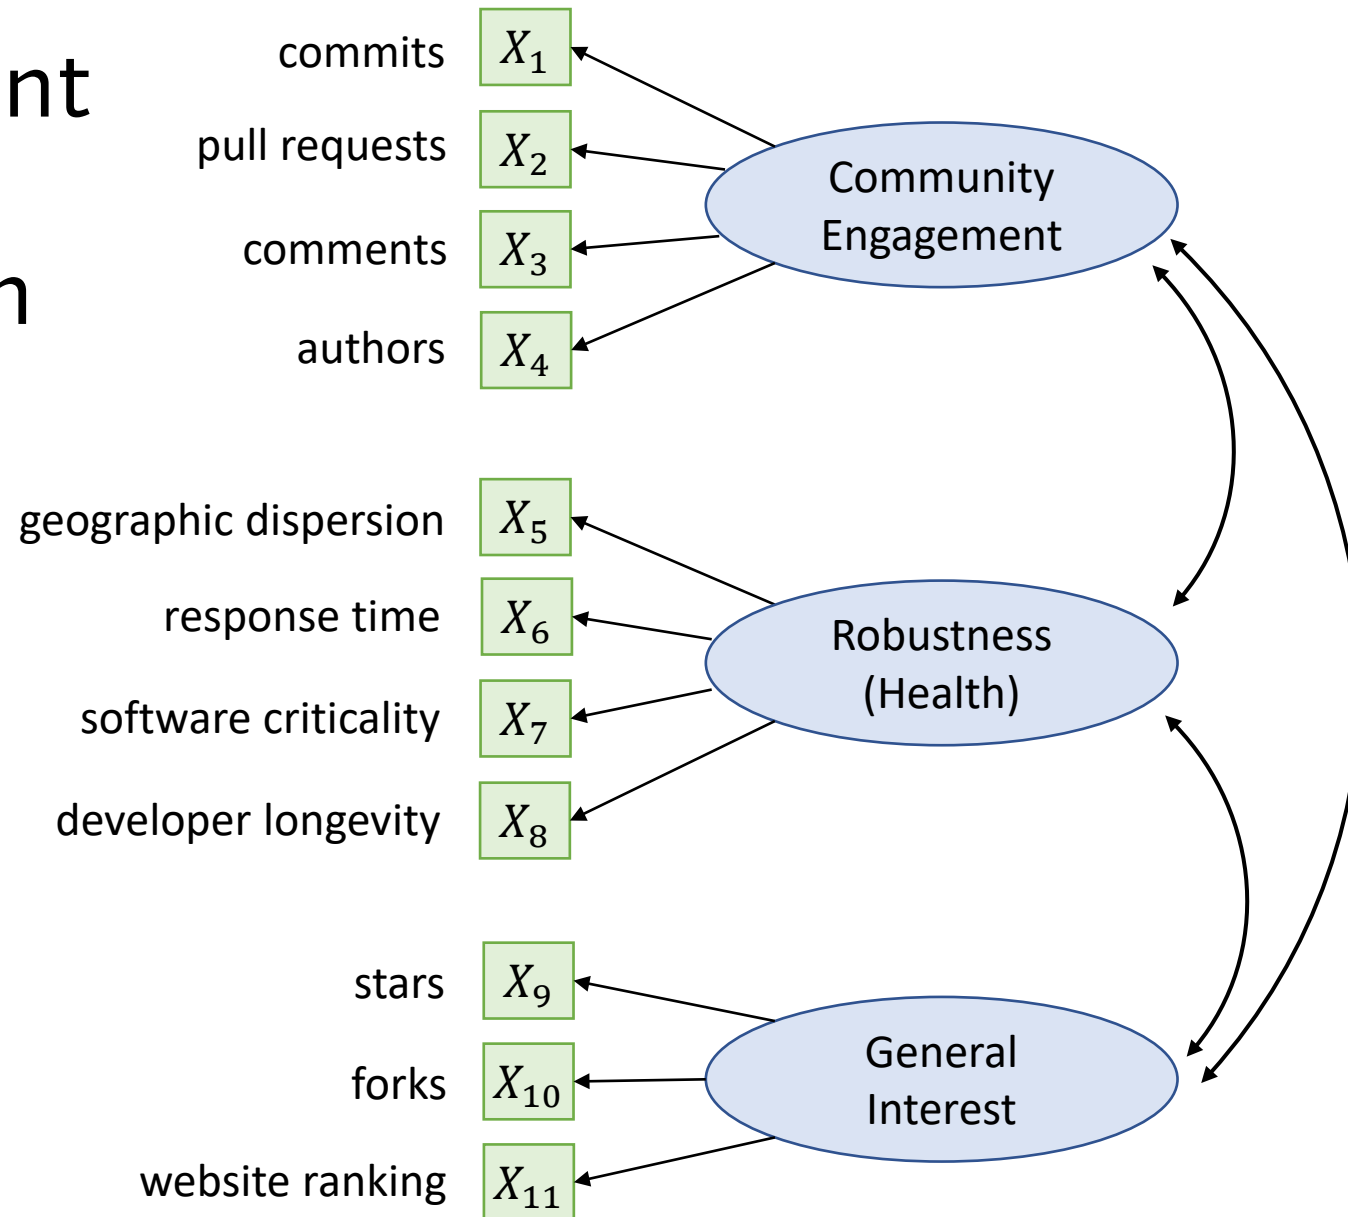 nt
n
commits X₁
pull requests X₂
comments X₃
authors X₄
Community
Engagement
geographic dispersion X₅
response time X₆
software criticality X₇
developer longevity X₈
Robustness
(Health)
stars X₉
forks X₁₀
website ranking X₁₁
General
Interest